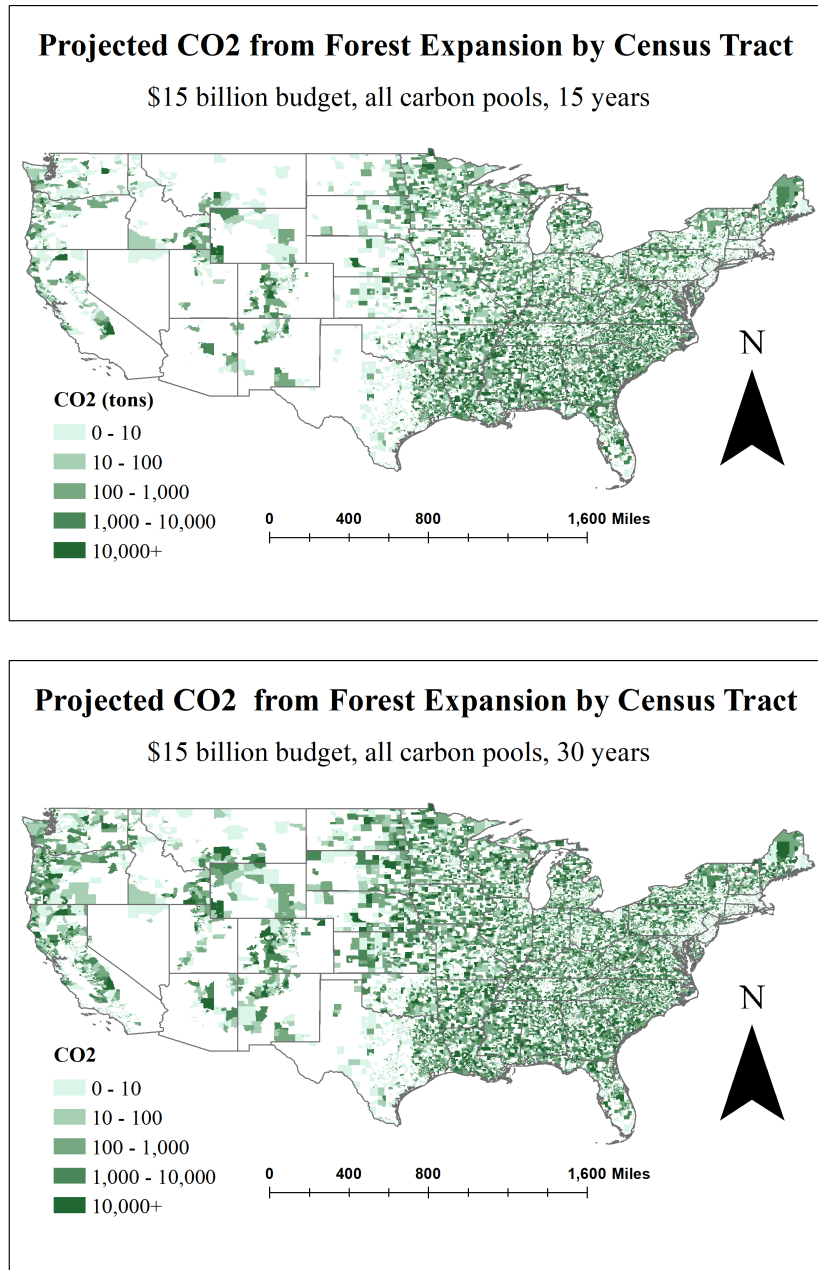 Projected CO2 from Forest Expansion by Census Tract
$15 billion budget, all carbon pools, 15 years
N
CO2 (tons)
0 - 10
10 - 100
100 - 1,000
1,000 - 10,000
10,000+
0 400 800 1,600 Miles
Projected CO2  from Forest Expansion by Census Tract
$15 billion budget, all carbon pools, 30 years
N
CO2
0 - 10
10 - 100
100 - 1,000
1,000 - 10,000
10,000+
0 400 800 1,600 Miles